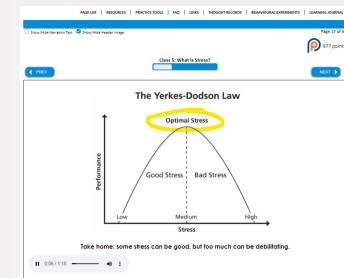 PAGE LIST | RESOURCES | PRACTICE TOOLS | FAQ | LINKS | THOUGHT RECORDS | BEHAVIOURAL EXPERIMENTS | LEARNING JOURNAL
Show/Hide Narration Text Show/Hide Header Image
Page 17 of 3
977 point
Class 5: What is Stress?
PREV
NEXT
The Yerkes-Dodson Law
Optimal Stress
Performance
Good Stress
Bad Stress
Low
Medium
High
Stress
Take home: some stress can be good, but too much can be debilitating.
0:06 / 1:10